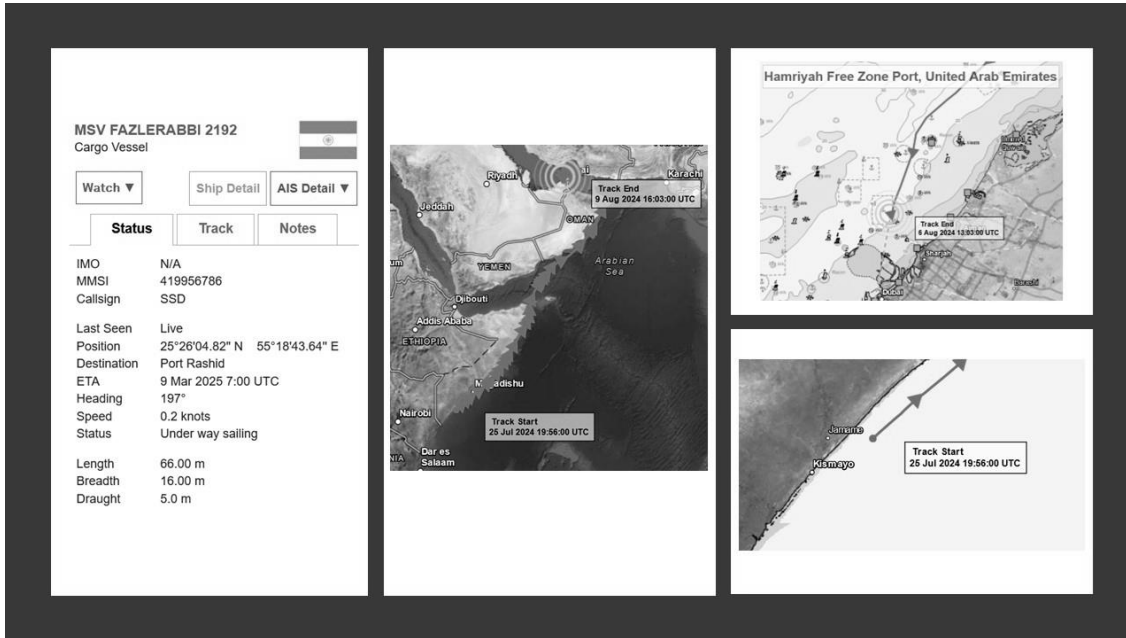 MSV FAZLERABBI 2192
Cargo Vessel
Watch ▼
Ship Detail
AIS Detail ▼
Status
Track
Notes
IMO N/A
MMSI 419956786
Callsign SSD
Last Seen Live
Position 25°26'04.82" N 55°18'43.64" E
Destination Port Rashid
ETA 9 Mar 2025 7:00 UTC
Heading 197°
Speed 0.2 knots
Status Under way sailing
Length 66.00 m
Breadth 16.00 m
Draught 5.0 m
Riyadh
Karachi
Track End
9 Aug 2024 16:03:00 UTC
Jeddah
OMAN
YEMEN
Arabian
Sea
Djibouti
Addis Ababa
ETHIOPIA
Nairobi
Track Start
25 Jul 2024 19:56:00 UTC
Dar es
Salaam
Hamriyah Free Zone Port, United Arab Emirates
Track End
6 Aug 2024 13:03:00 UTC
Sharjah
Dubai
Jamame
Kismayo
Track Start
25 Jul 2024 19:56:00 UTC